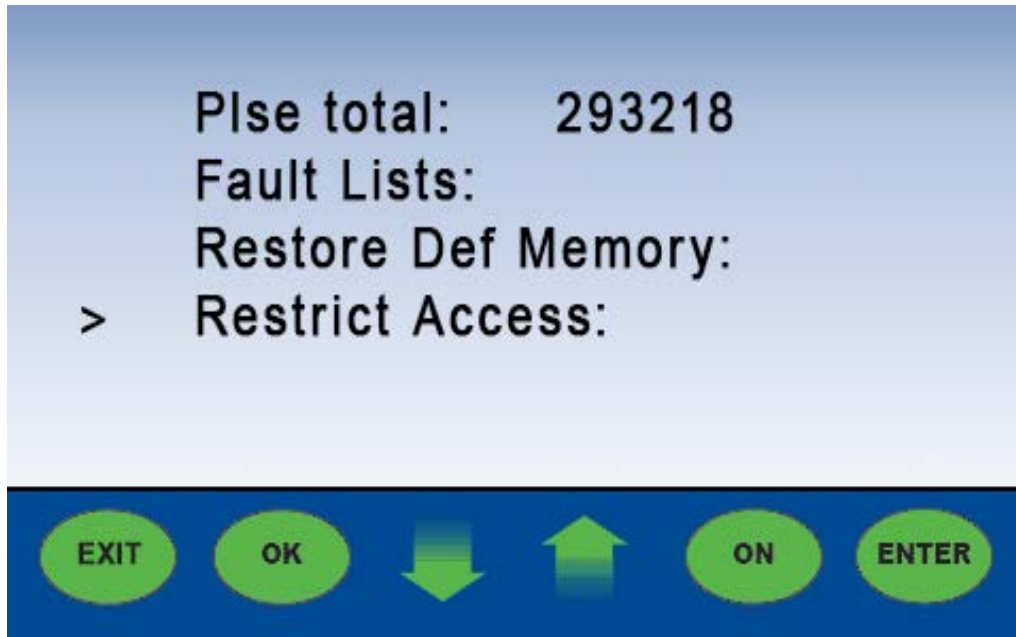 Plse total: 293218
Fault Lists:
Restore Def Memory:
> Restrict Access:
EXIT OK ON ENTER